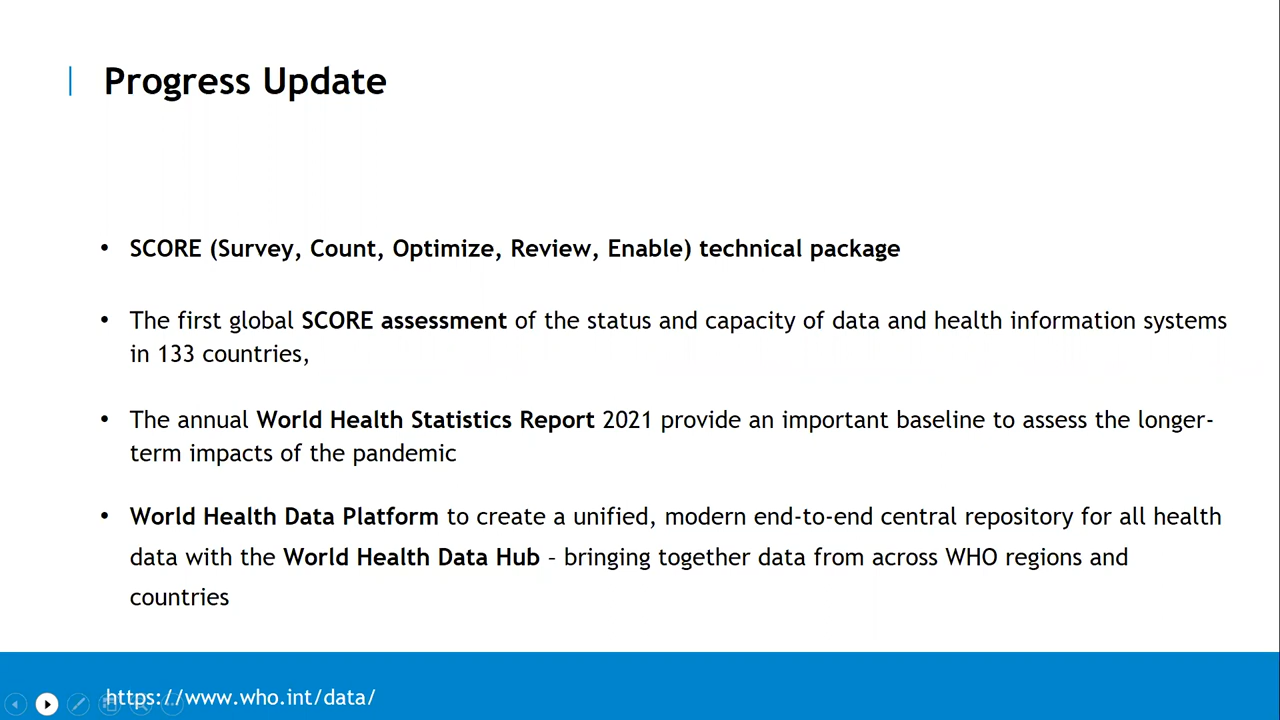 Progress Update
• SCORE (Survey, Count, Optimize, Review, Enable) technical package
• The first global SCORE assessment of the status and capacity of data and health information systems
in 133 countries,
• The annual World Health Statistics Report 2021 provide an important baseline to assess the longer-
term impacts of the pandemic
• World Health Data Platform to create a unified, modern end-to-end central repository for all health
data with the World Health Data Hub – bringing together data from across WHO regions and
countries
https://www.who.int/data/